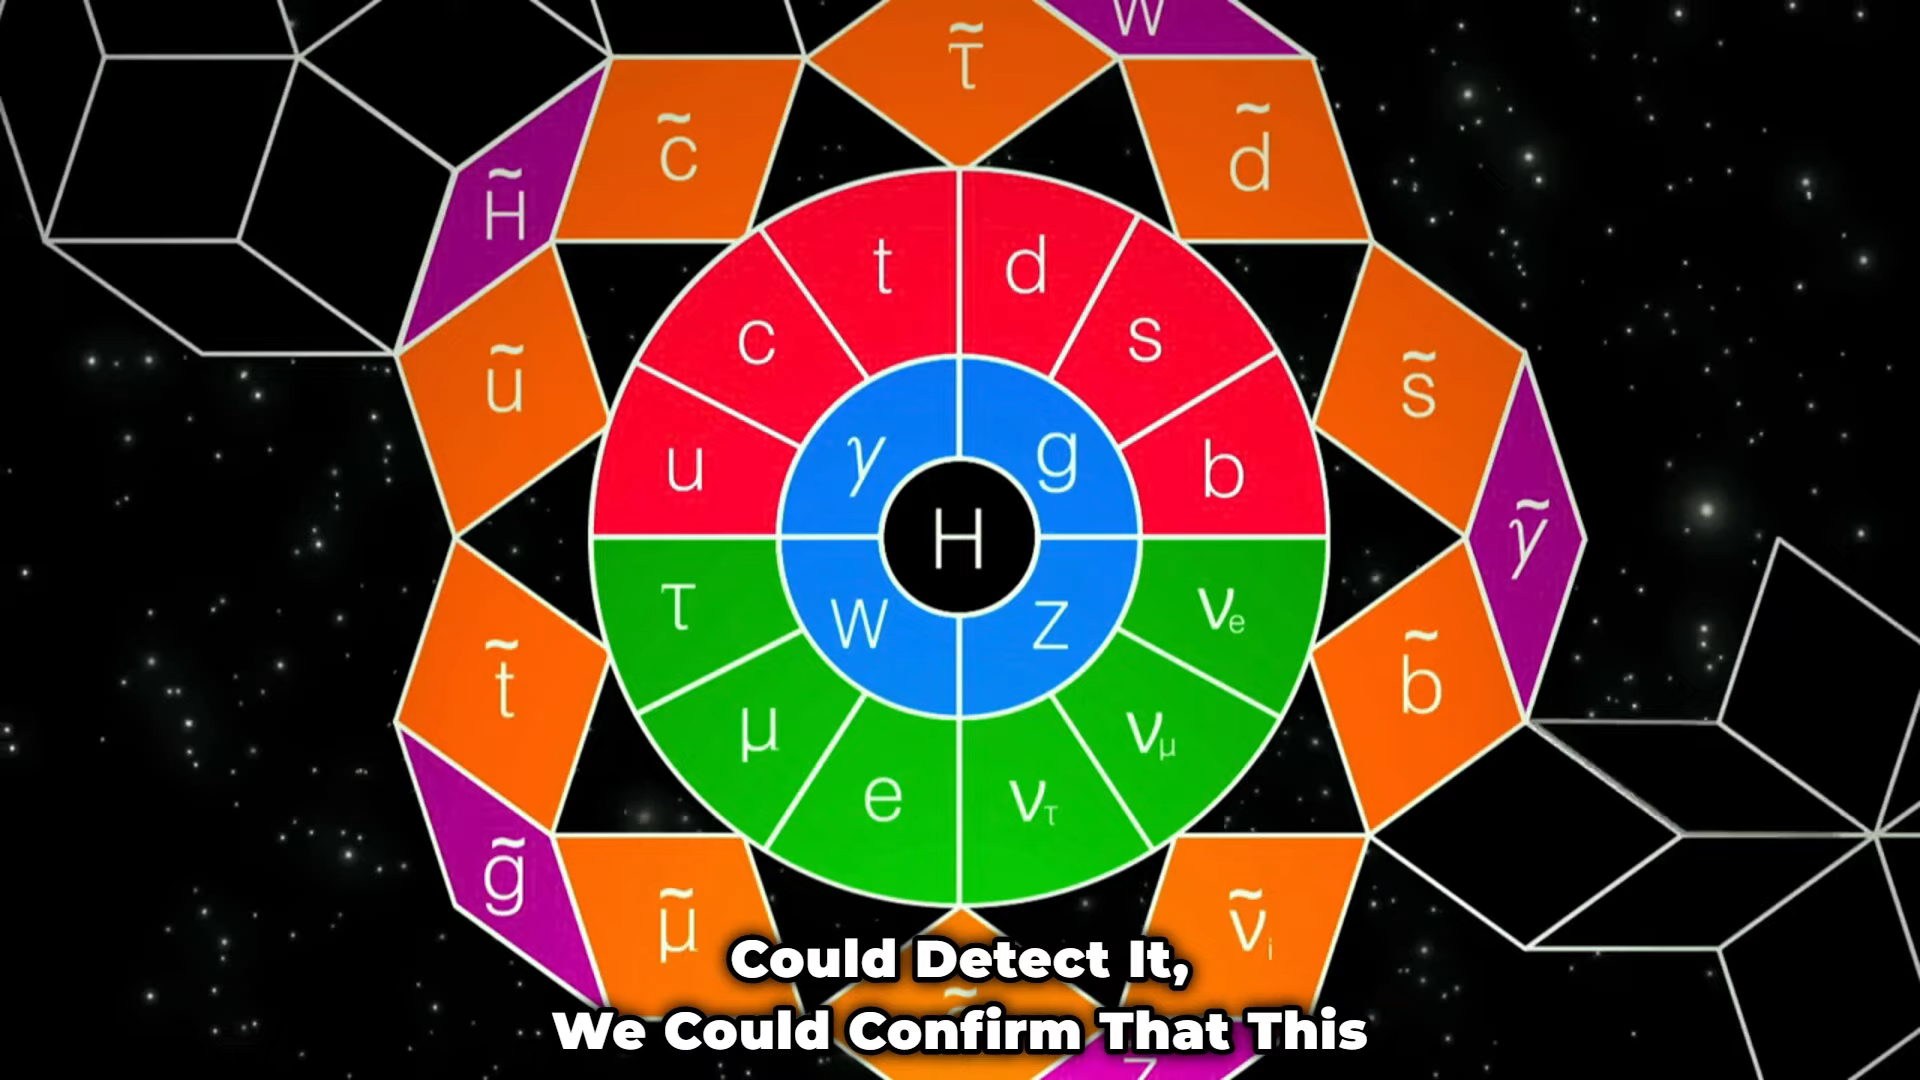 W
τ̃
c̃
d̃
H̃
t
d
c
s
ũ
s̃
γ
g
u
b
H
γ̃
τ
W
Z
νe
t̃
b̃
μ
νμ
e
ντ
g̃
μ̃
ν̃i
Could Detect It,
We Could Confirm That This